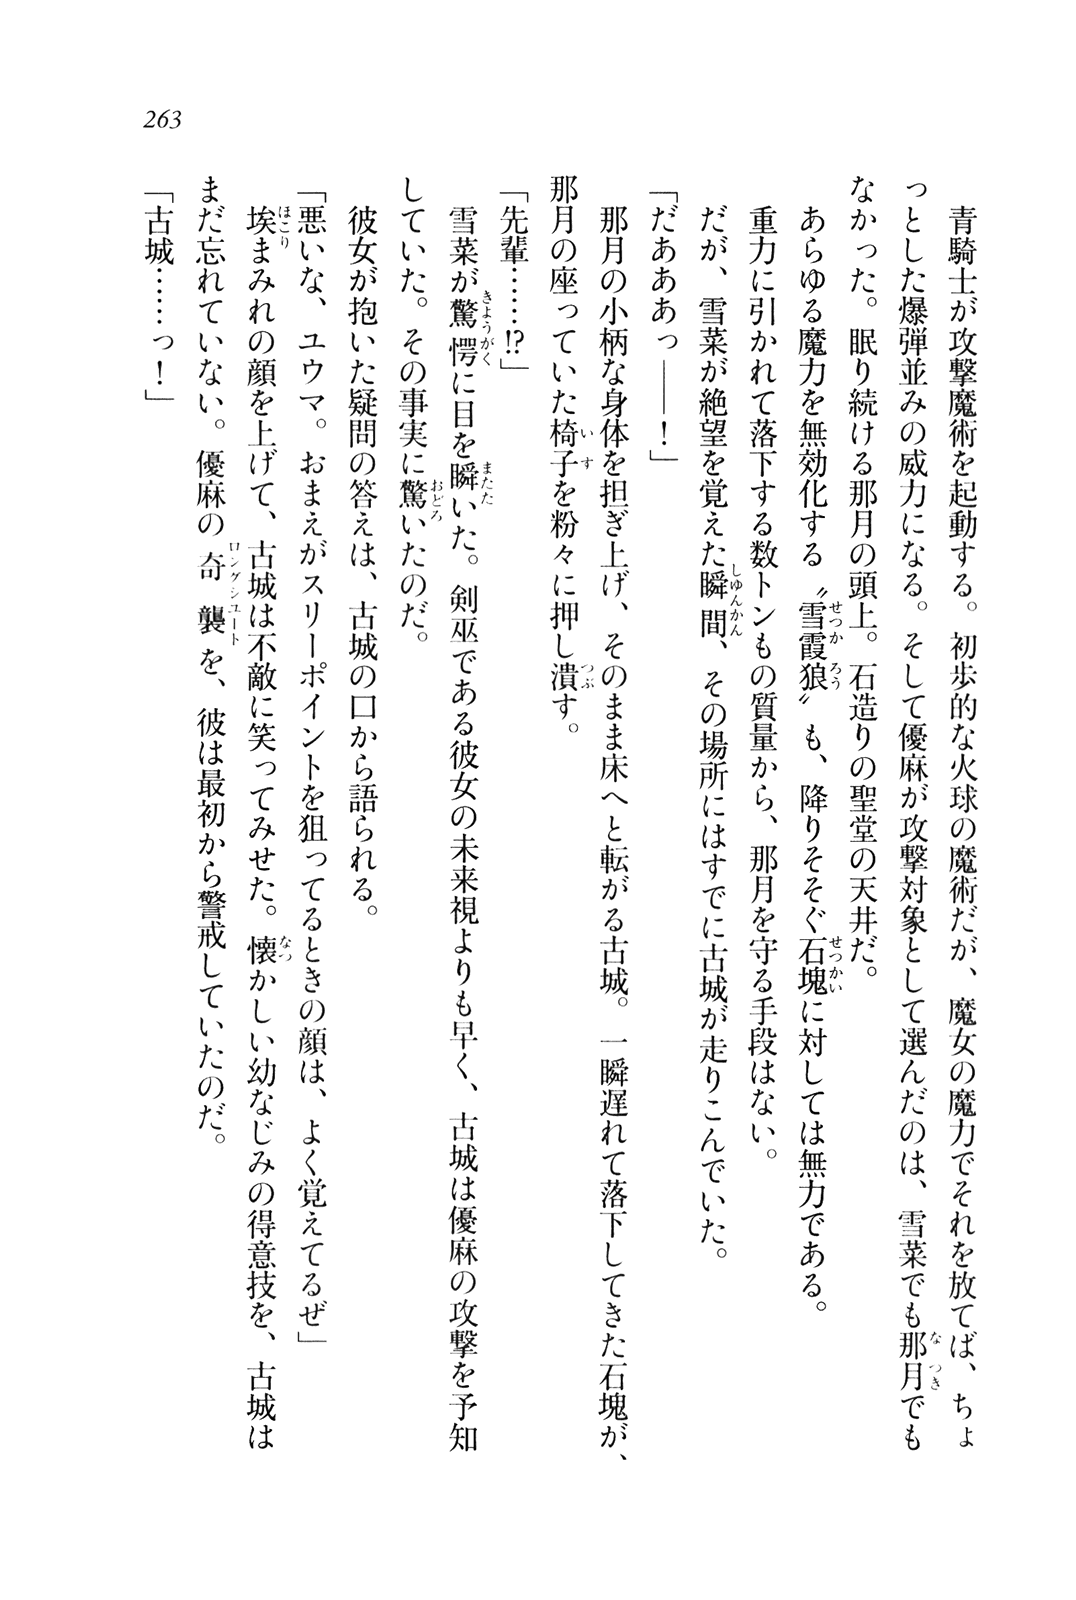 263
青騎士が攻撃魔術を起動する。初歩的な火球の魔術だが、魔女の魔力でそれを放てば、ちょ
っとした爆弾並みの威力になる。そして優麻が攻撃対象として選んだのは、雪菜でも那月でも
なかった。眠り続ける那月の頭上。石造りの聖堂の天井だ。
あらゆる魔力を無効化する〝雪霞狼〟も、降りそそぐ石塊に対しては無力である。
重力に引かれて落下する数トンもの質量から、那月を守る手段はない。
だが、雪菜が絶望を覚えた瞬間、その場所にはすでに古城が走りこんでいた。
「だあああっ――！」
那月の小柄な身体を担ぎ上げ、そのまま床へと転がる古城。一瞬遅れて落下してきた石塊が、
那月の座っていた椅子を粉々に押し潰す。
「先輩……!?」
雪菜が驚愕に目を瞬いた。剣巫である彼女の未来視よりも早く、古城は優麻の攻撃を予知
していた。その事実に驚いたのだ。
彼女が抱いた疑問の答えは、古城の口から語られる。
「悪いな、ユウマ。おまえがスリーポイントを狙ってるときの顔は、よく覚えてるぜ」
埃まみれの顔を上げて、古城は不敵に笑ってみせた。懐かしい幼なじみの得意技を、古城は
まだ忘れていない。優麻の奇襲を、彼は最初から警戒していたのだ。
「古城……っ！」